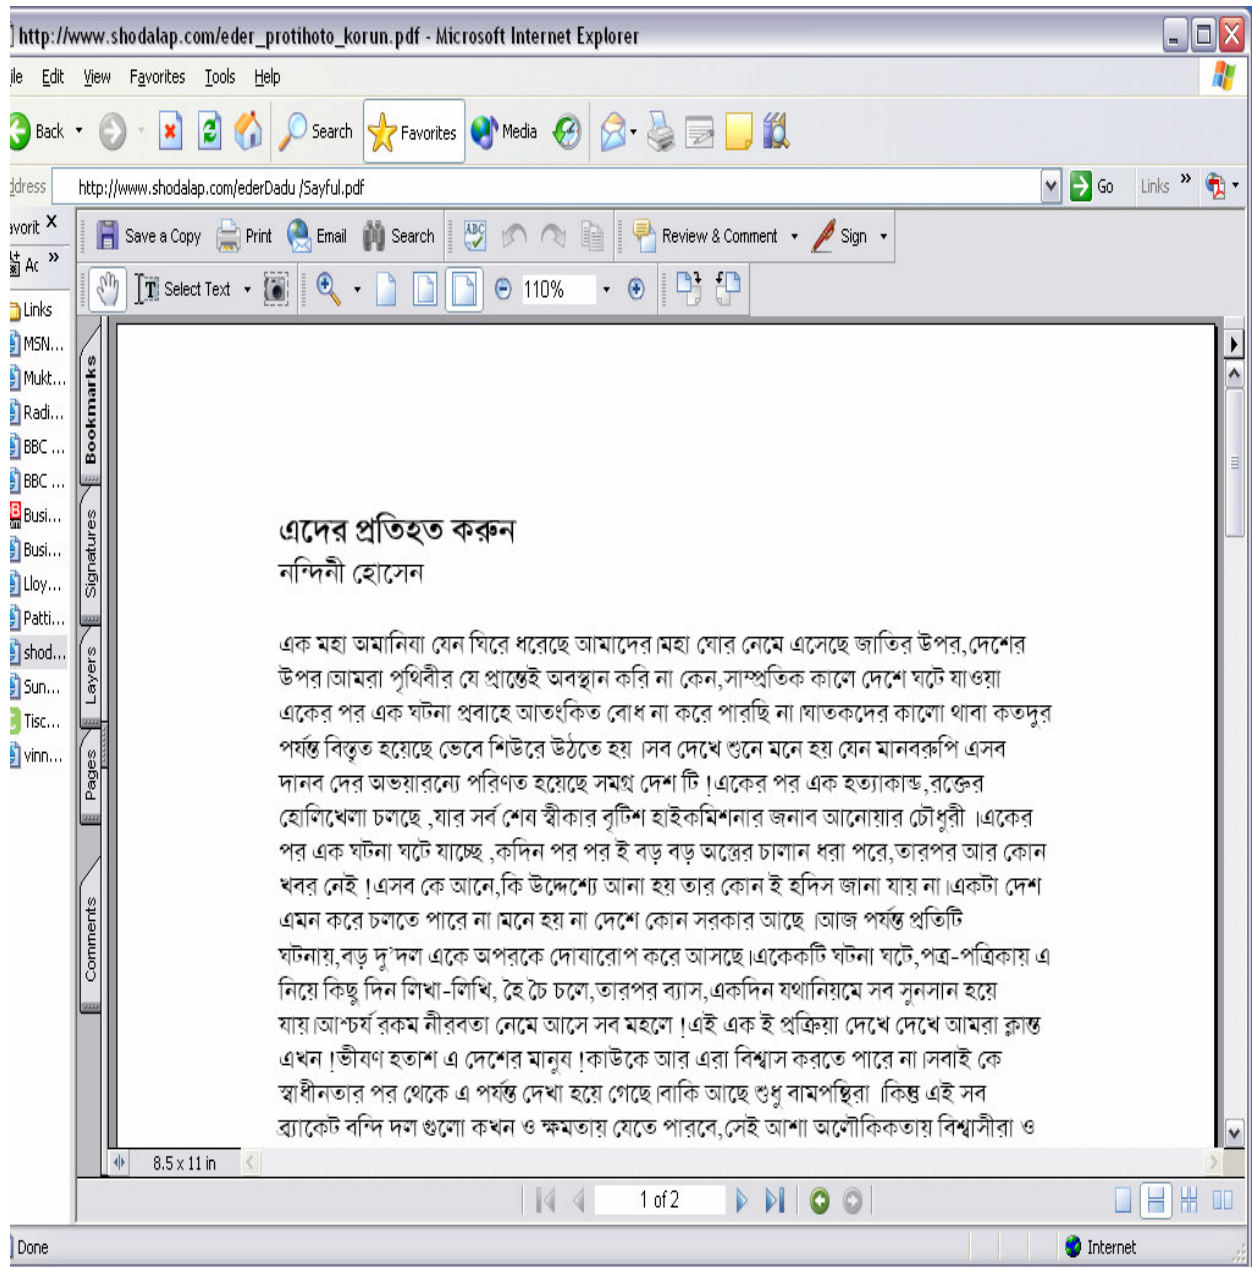 http://www.shodalap.com/eder_protihoto_korun.pdf - Microsoft Internet Explorer
Edit View Favorites Tools Help
Back Search Favorites Media
http://www.shodalap.com/ederDadu /Sayful.pdf Go Links »
Save a Copy Print Email Search Review & Comment Sign
Select Text 110%
Links
MSN...
Mukt...
Radi...
BBC ...
BBC ...
Busi...
Busi...
Lloy...
Patti...
shod...
Sun...
Tisc...
vinn...
Bookmarks
Signatures
Layers
Pages
Comments
এদের প্রতিহত করুন
নন্দিনী হোসেন
এক মহা অমানিষা যেন ঘিরে ধরেছে আমাদের।মহা ঘোর নেমে এসেছে জাতির উপর,দেশের
উপর।আমরা পৃথিবীর যে প্রান্তেই অবস্থান করি না কেন,সাম্প্রতিক কালে দেশে ঘটে যাওয়া
একের পর এক ঘটনা প্রবাহে আতংকিত বোধ না করে পারছি না।ঘাতকদের কালো থাবা কতদুর
পর্যন্ত বিস্তৃত হয়েছে ভেবে শিউরে উঠতে হয় ।সব দেখে শুনে মনে হয় যেন মানবরুপি এসব
দানব দের অভয়ারন্যে পরিণত হয়েছে সমগ্র দেশ টি !একের পর এক হত্যাকান্ড,রক্তের
হোলিখেলা চলছে ,যার সর্ব শেষ স্বীকার বৃটিশ হাইকমিশনার জনাব আনোয়ার চৌধুরী ।একের
পর এক ঘটনা ঘটে যাচ্ছে ,কদিন পর পর ই বড় বড় অস্ত্রের চালান ধরা পরে,তারপর আর কোন
খবর নেই !এসব কে আনে,কি উদ্দেশ্যে আনা হয় তার কোন ই হদিস জানা যায় না।একটা দেশ
এমন করে চলতে পারে না।মনে হয় না দেশে কোন সরকার আছে ।আজ পর্যন্ত প্রতিটি
ঘটনায়,বড় দু'দল একে অপরকে দোষারোপ করে আসছে।একেকটি ঘটনা ঘটে,পত্র-পত্রিকায় এ
নিয়ে কিছু দিন লিখা-লিখি, হৈ চৈ চলে,তারপর ব্যাস,একদিন যথানিয়মে সব সুনসান হয়ে
যায়।আশ্চর্য রকম নীরবতা নেমে আসে সব মহলে !এই এক ই প্রক্রিয়া দেখে দেখে আমরা ক্লান্ত
এখন !ভীষণ হতাশ এ দেশের মানুষ !কাউকে আর এরা বিশ্বাস করতে পারে না।সবাই কে
স্বাধীনতার পর থেকে এ পর্যন্ত দেখা হয়ে গেছে।বাকি আছে শুধু বামপন্থিরা ।কিন্তু এই সব
ব্র্যাকেট বন্দি দল গুলো কখন ও ক্ষমতায় যেতে পারবে,সেই আশা অলৌকিকতায় বিশ্বাসীরা ও
8.5 x 11 in
1 of 2
Done Internet